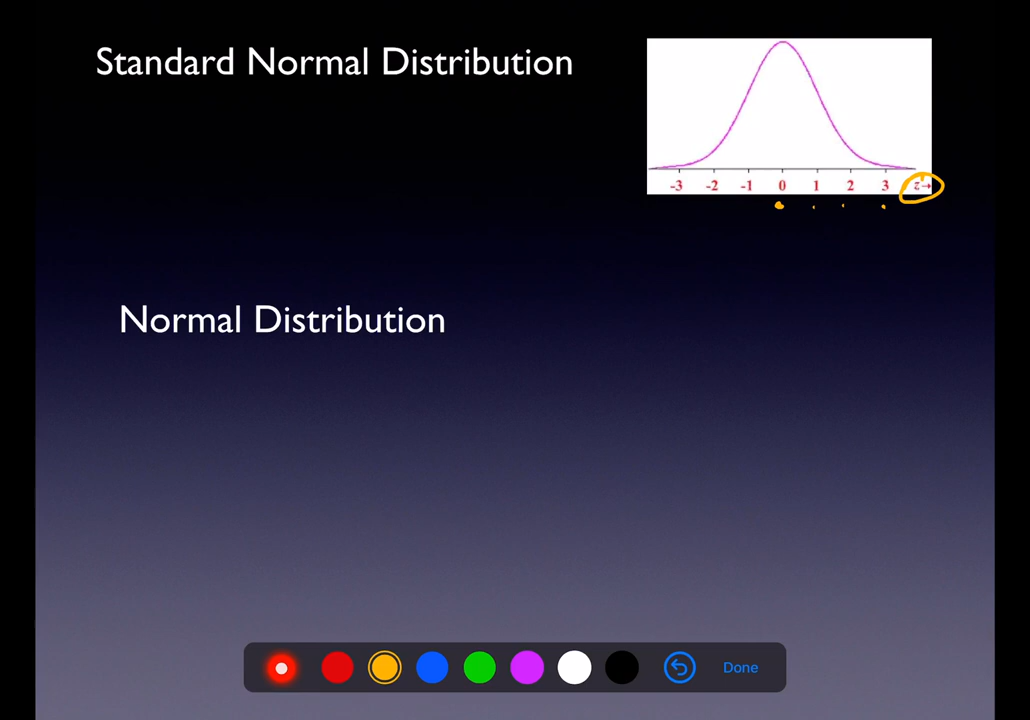 Standard Normal Distribution
-3 -2 -1 0 1 2 3 z→
Normal Distribution
Done